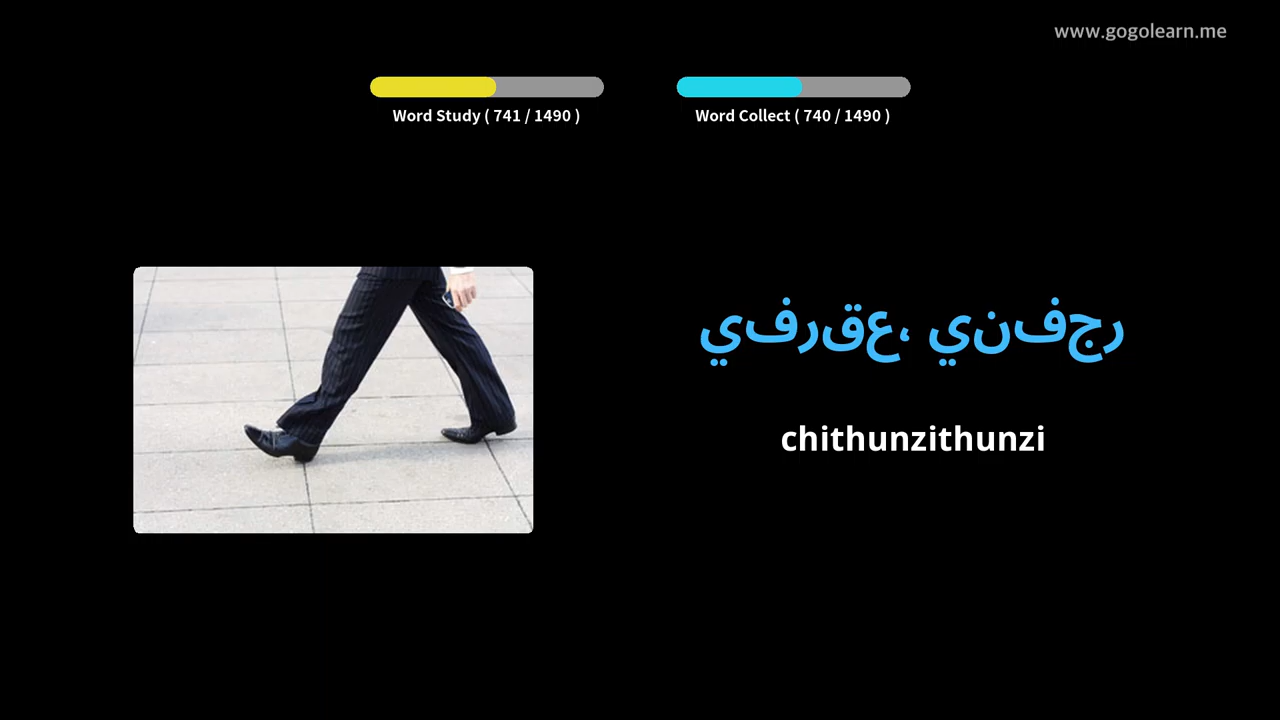 www.gogolearn.me
Word Study ( 741 / 1490 )
Word Collect ( 740 / 1490 )
يفرقع، ينفجر
chithunzithunzi